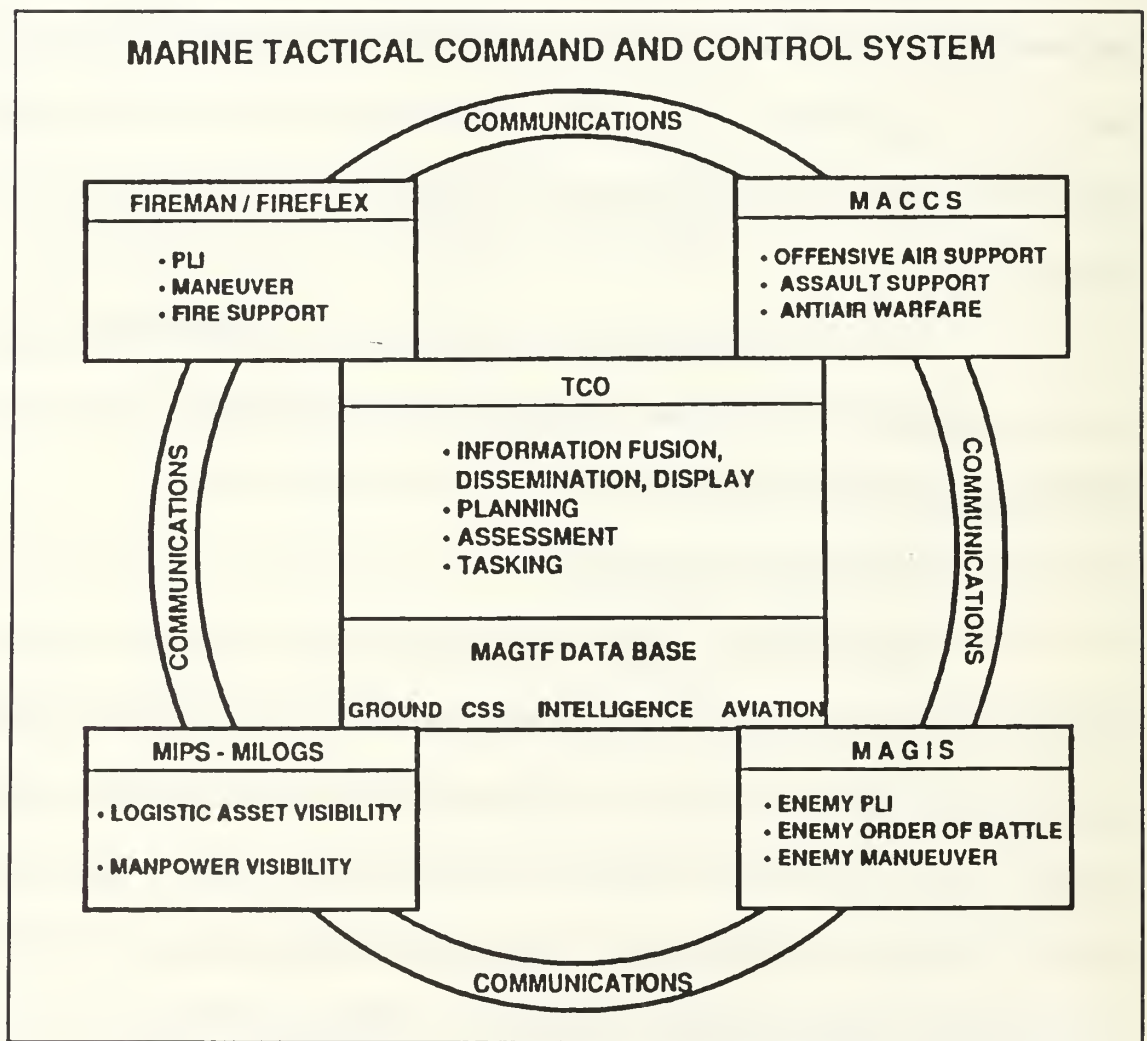 MARINE TACTICAL COMMAND AND CONTROL SYSTEM
COMMUNICATIONS
FIREMAN / FIREFLEX
• PLI
• MANEUVER
• FIRE SUPPORT
M A C C S
• OFFENSIVE AIR SUPPORT
• ASSAULT SUPPORT
• ANTIAIR WARFARE
TCO
• INFORMATION FUSION,
DISSEMINATION, DISPLAY
• PLANNING
• ASSESSMENT
• TASKING
COMMUNICATIONS
COMMUNICATIONS
MAGTF DATA BASE
GROUND CSS INTELLIGENCE AVIATION
MIPS - MILOGS
• LOGISTIC ASSET VISIBILITY
• MANPOWER VISIBILITY
M A G I S
• ENEMY PLI
• ENEMY ORDER OF BATTLE
• ENEMY MANUEUVER
COMMUNICATIONS